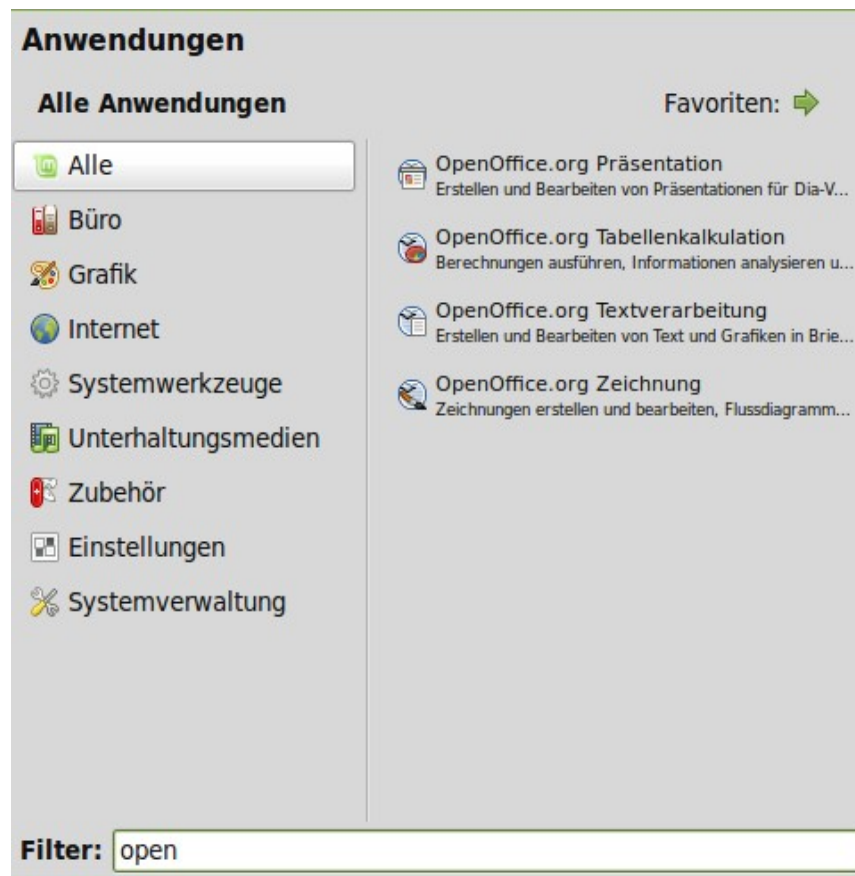 Anwendungen
Alle Anwendungen
Favoriten:
Alle
Büro
Grafik
Internet
Systemwerkzeuge
Unterhaltungsmedien
Zubehör
Einstellungen
Systemverwaltung
OpenOffice.org Präsentation
Erstellen und Bearbeiten von Präsentationen für Dia-V...
OpenOffice.org Tabellenkalkulation
Berechnungen ausführen, Informationen analysieren u...
OpenOffice.org Textverarbeitung
Erstellen und Bearbeiten von Text und Grafiken in Brie...
OpenOffice.org Zeichnung
Zeichnungen erstellen und bearbeiten, Flussdiagramm...
Filter: open